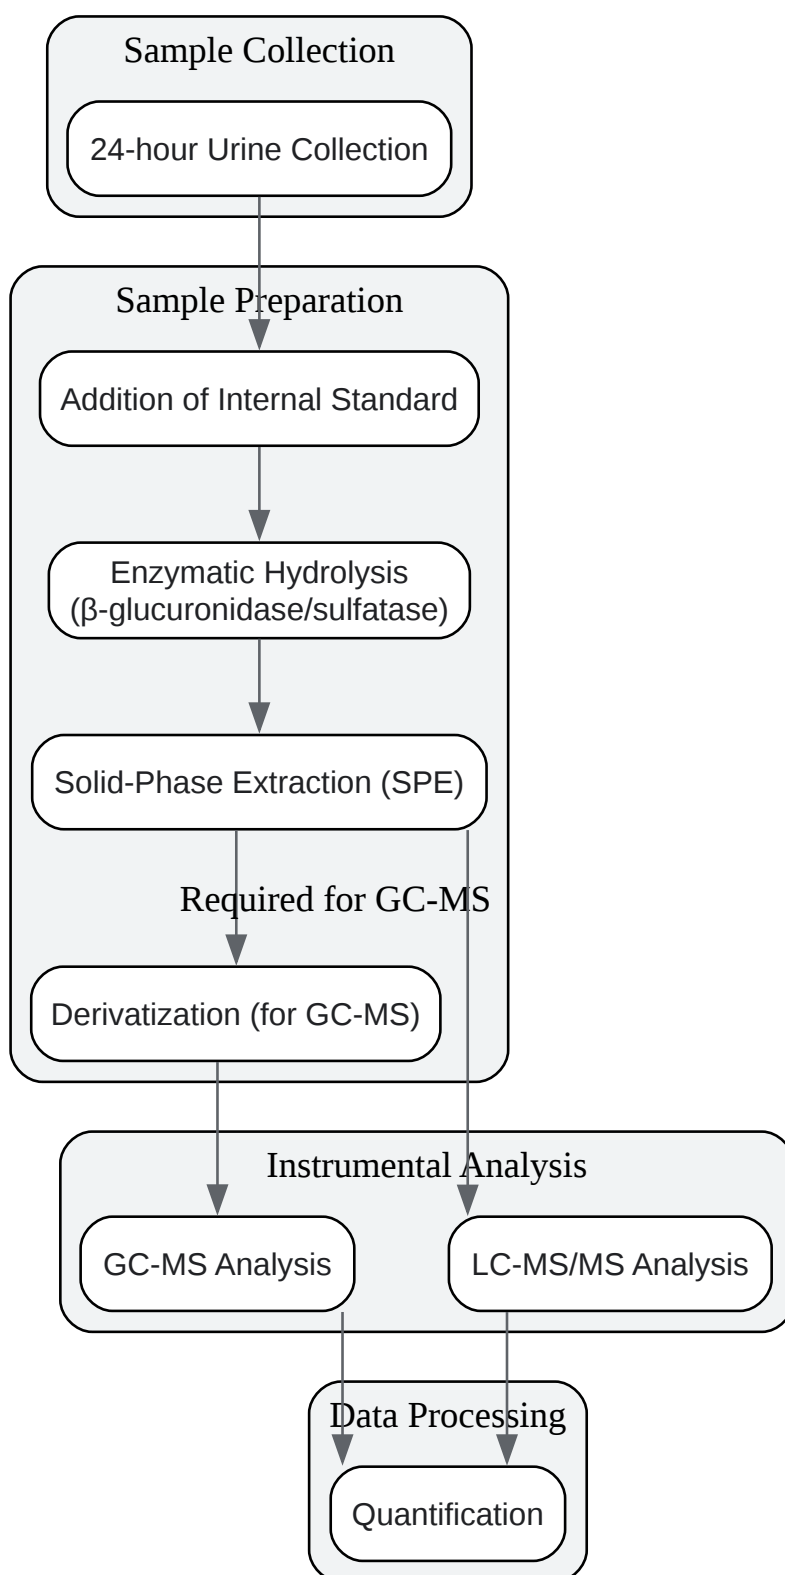 Sample Collection
24-hour Urine Collection
Sample Preparation
Addition of Internal Standard
Enzymatic Hydrolysis
(β-glucuronidase/sulfatase)
Solid-Phase Extraction (SPE)
Required for GC-MS
Derivatization (for GC-MS)
Instrumental Analysis
GC-MS Analysis
LC-MS/MS Analysis
Data Processing
Quantification